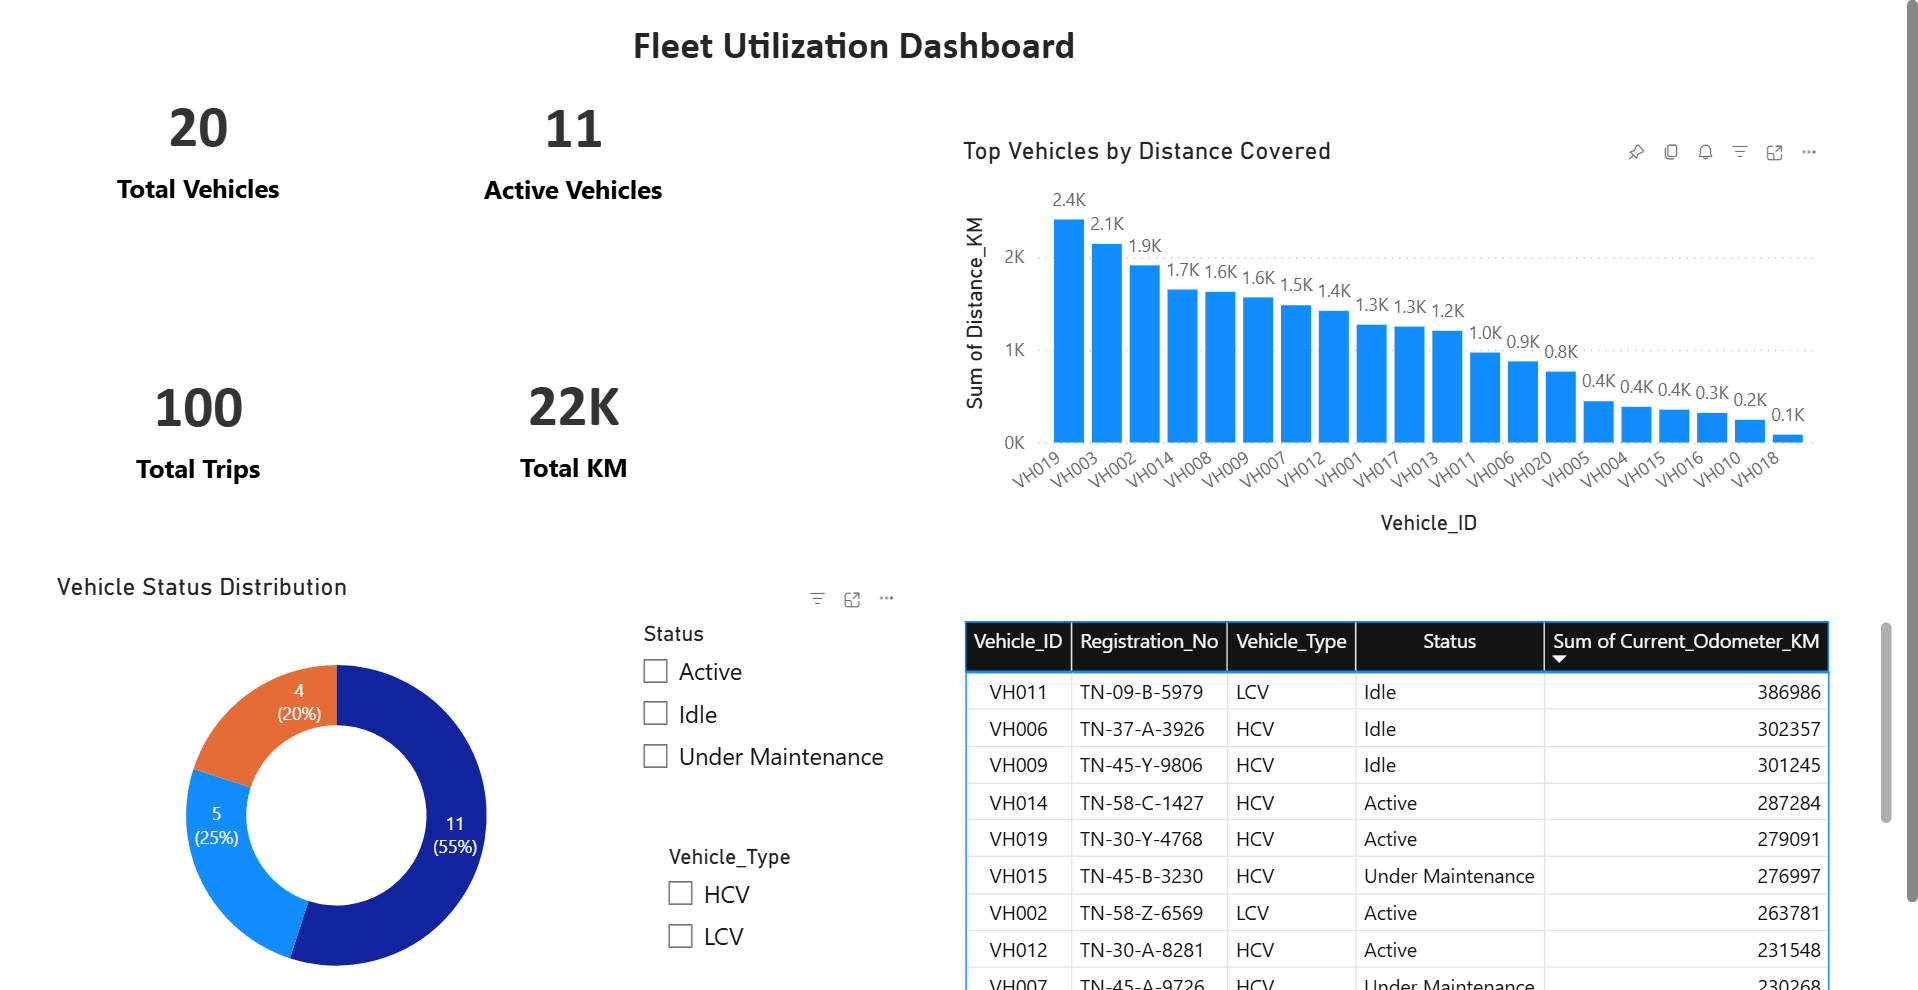 Fleet Utilization Dashboard
20
Total Vehicles
11
Active Vehicles
100
Total Trips
22K
Total KM
Top Vehicles by Distance Covered
Sum of Distance_KM
2K
1K
0K
2.4K
2.1K
1.9K
1.7K
1.6K
1.6K
1.5K
1.4K
1.3K
1.3K
1.2K
1.0K
0.9K
0.8K
0.4K
0.4K
0.4K
0.3K
0.2K
0.1K
VH019
VH003
VH002
VH014
VH008
VH009
VH007
VH012
VH001
VH017
VH013
VH011
VH006
VH020
VH005
VH004
VH015
VH016
VH010
VH018
Vehicle_ID
Vehicle Status Distribution
4
(20%)
5
(25%)
11
(55%)
Status
Active
Idle
Under Maintenance
Vehicle_Type
HCV
LCV
Vehicle_ID Registration_No Vehicle_Type Status Sum of Current_Odometer_KM
VH011 TN-09-B-5979 LCV Idle 386986
VH006 TN-37-A-3926 HCV Idle 302357
VH009 TN-45-Y-9806 HCV Idle 301245
VH014 TN-58-C-1427 HCV Active 287284
VH019 TN-30-Y-4768 HCV Active 279091
VH015 TN-45-B-3230 HCV Under Maintenance 276997
VH002 TN-58-Z-6569 LCV Active 263781
VH012 TN-30-A-8281 HCV Active 231548
VH007 TN-45-A-9726 HCV Under Maintenance 230268